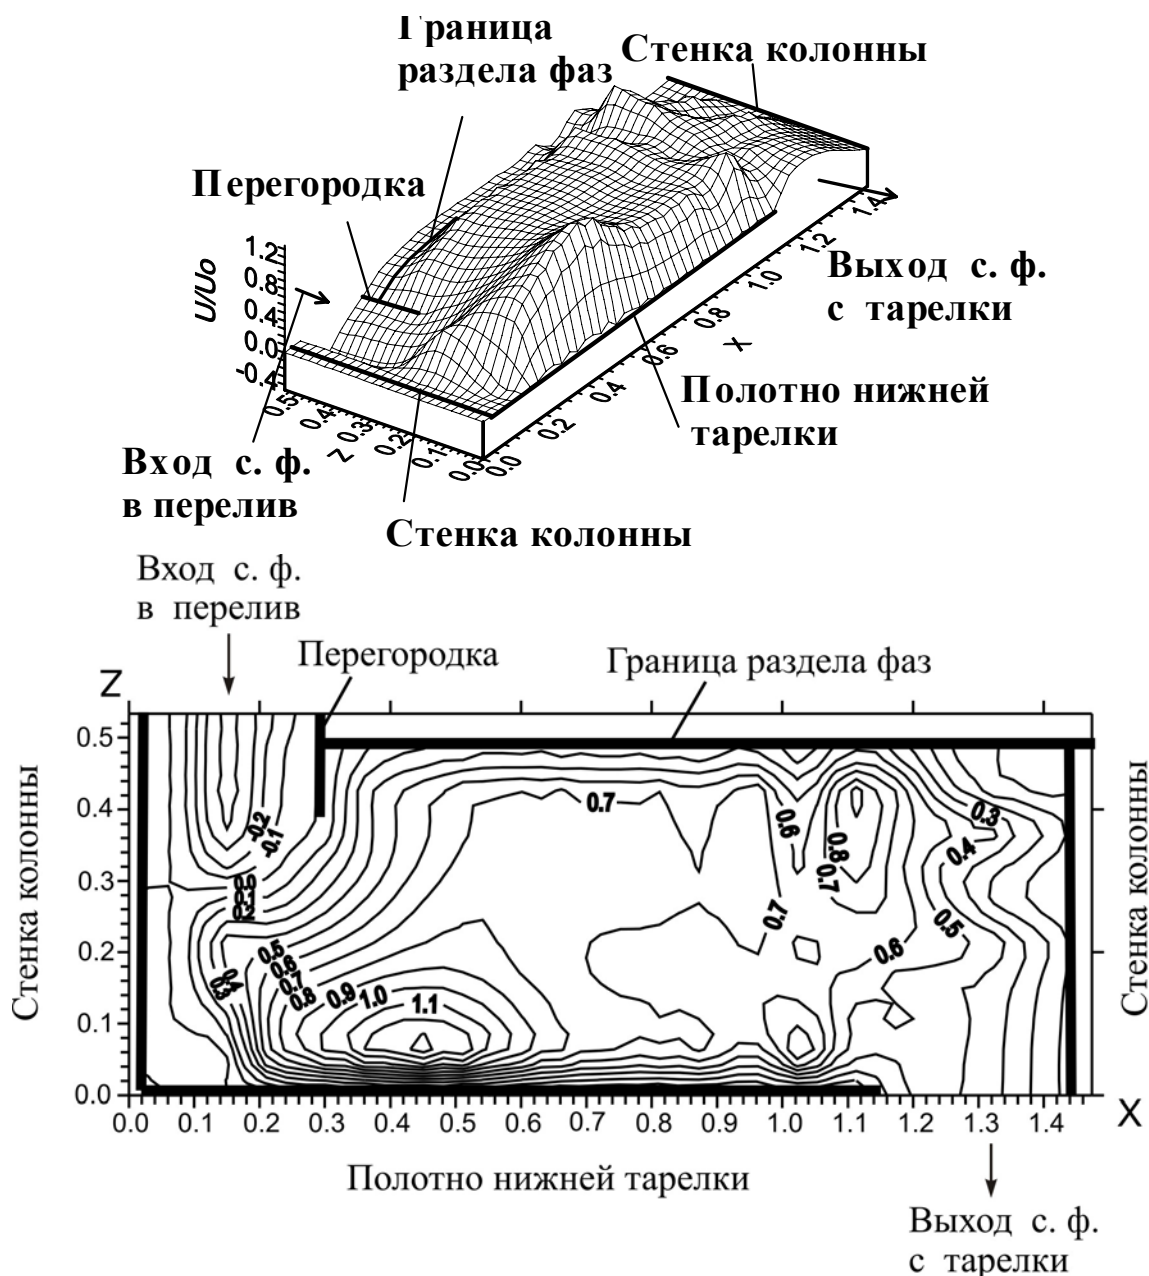 Граница
раздела фаз
Стенка колонны
Перегородка
U/Uo
1.2
0.8
0.4
0.0
-0.4
0.5
0.4
0.3
0.2
0.1
0.0
Z
0.0
0.2
0.4
0.6
0.8
1.0
1.2
1.4
X
Выход с. ф.
с тарелки
Полотно нижней
тарелки
Вход с. ф.
в перелив
Стенка колонны
Вход с. ф.
в перелив
Перегородка
Граница раздела фаз
Z
0.5
0.4
0.3
0.2
0.1
0.0
Стенка колонны
-0.2
-0.1
0.0
0.1
0.2
0.3
0.4
0.5
0.6
0.7
0.8
0.9
1.0
1.1
0.7
0.6
0.8
0.7
0.7
0.6
0.5
0.4
0.3
Стенка колонны
0.0 0.1 0.2 0.3 0.4 0.5 0.6 0.7 0.8 0.9 1.0 1.1 1.2 1.3 1.4
X
Полотно нижней тарелки
Выход с. ф.
с тарелки